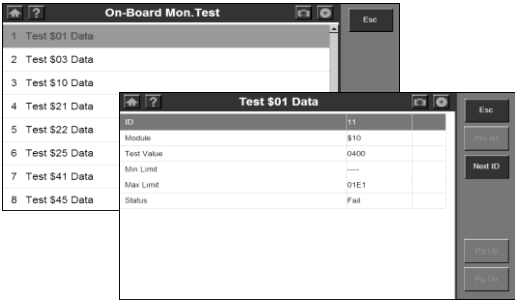 ? On-Board Mon.Test
Esc
1 Test $01 Data
2 Test $03 Data
3 Test $10 Data
4 Test $21 Data
5 Test $22 Data
6 Test $25 Data
7 Test $41 Data
8 Test $45 Data
? Test $01 Data
Esc
Pre ID
Next ID
Pg Up
Pg Dn
ID 11
Module $10
Test Value 0400
Min Limit ----
Max Limit 01E1
Status Fail